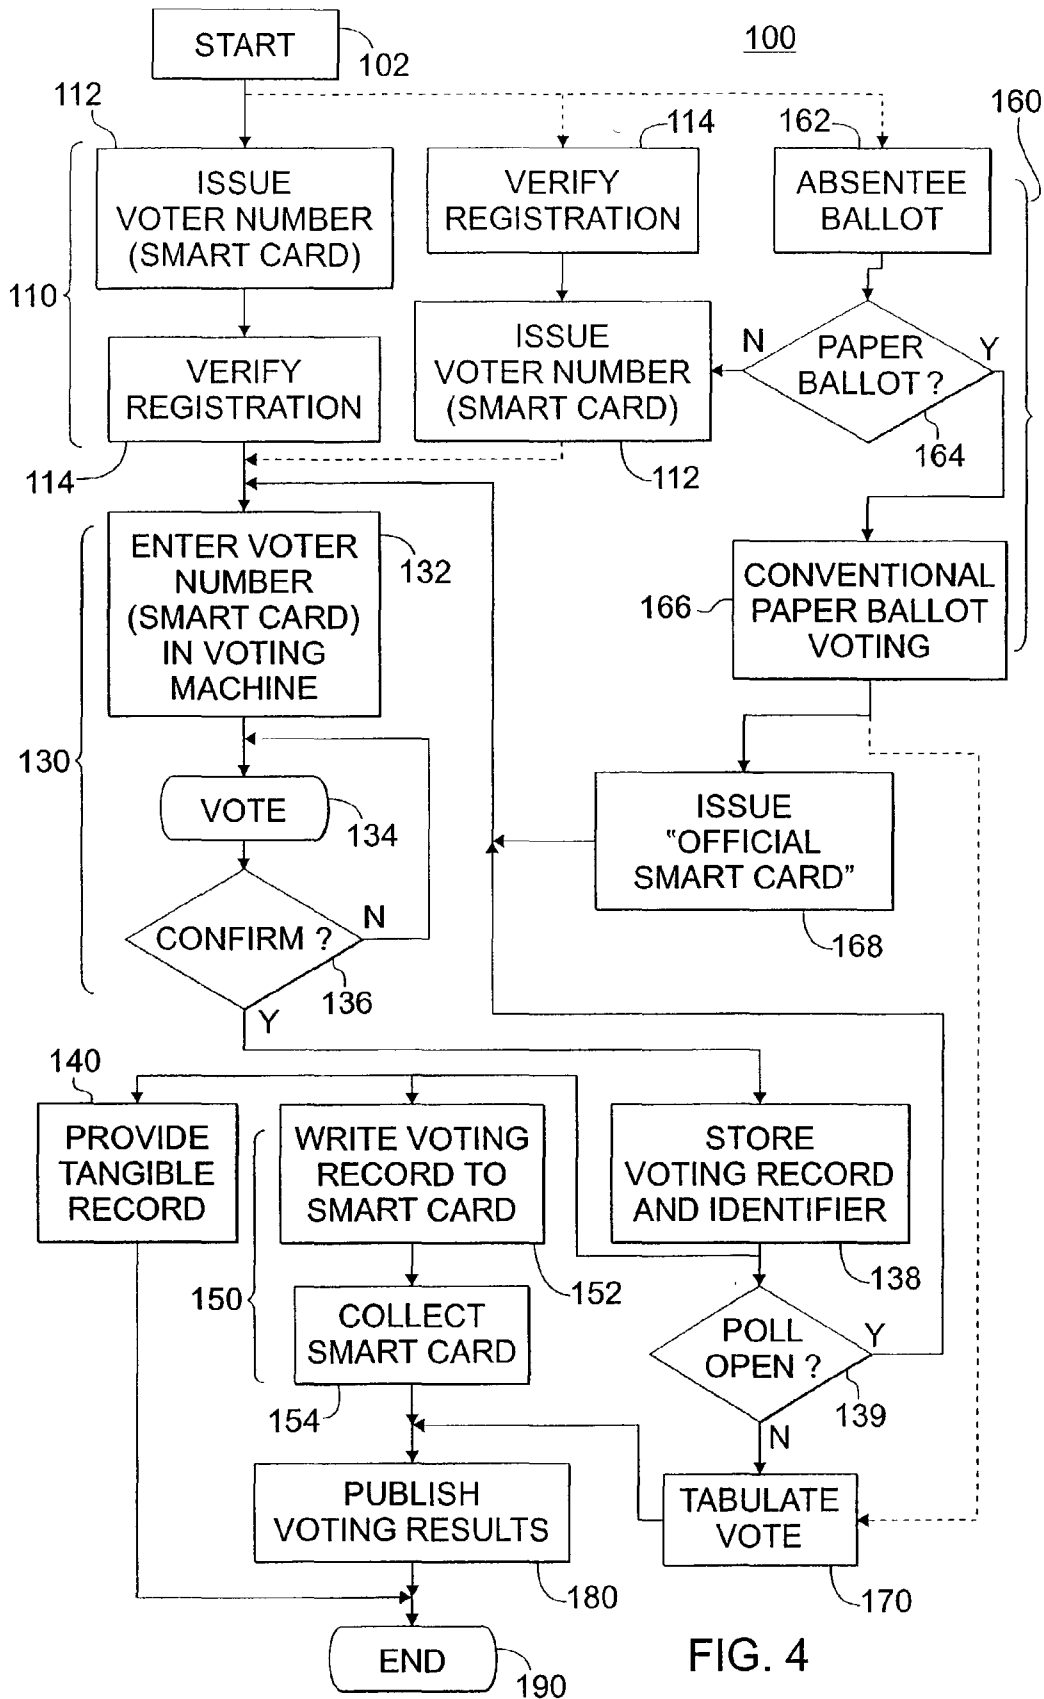 START
102
100
112
114
162
160
ISSUE
VOTER NUMBER
(SMART CARD)
VERIFY
REGISTRATION
ABSENTEE
BALLOT
110
VERIFY
REGISTRATION
114
ISSUE
VOTER NUMBER
(SMART CARD)
112
N
PAPER
BALLOT ?
Y
164
ENTER VOTER
NUMBER
(SMART CARD)
IN VOTING
MACHINE
132
166
CONVENTIONAL
PAPER BALLOT
VOTING
130
VOTE
134
ISSUE
"OFFICIAL
SMART CARD"
168
CONFIRM ?
N
136
Y
140
PROVIDE
TANGIBLE
RECORD
WRITE VOTING
RECORD TO
SMART CARD
152
STORE
VOTING RECORD
AND IDENTIFIER
138
150
COLLECT
SMART CARD
154
POLL
OPEN ?
Y
139
N
PUBLISH
VOTING RESULTS
180
TABULATE
VOTE
170
END
190
FIG. 4